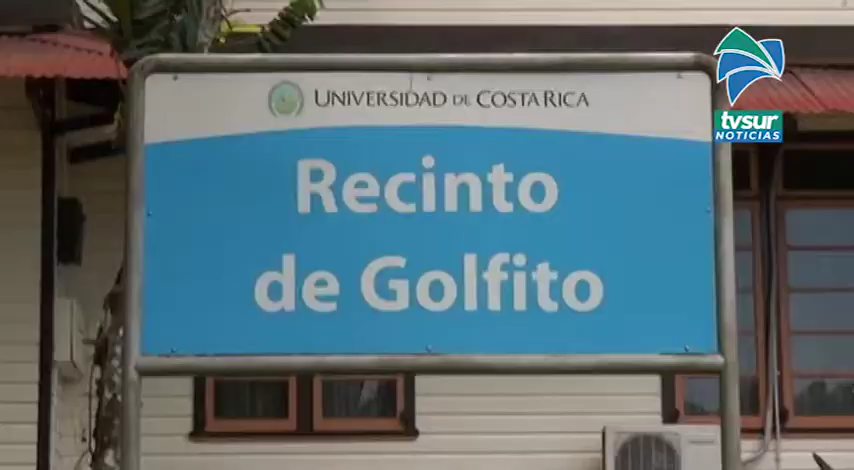 UNIVERSIDAD DE COSTA RICA
Recinto
de Golfito
tvsur
NOTICIAS